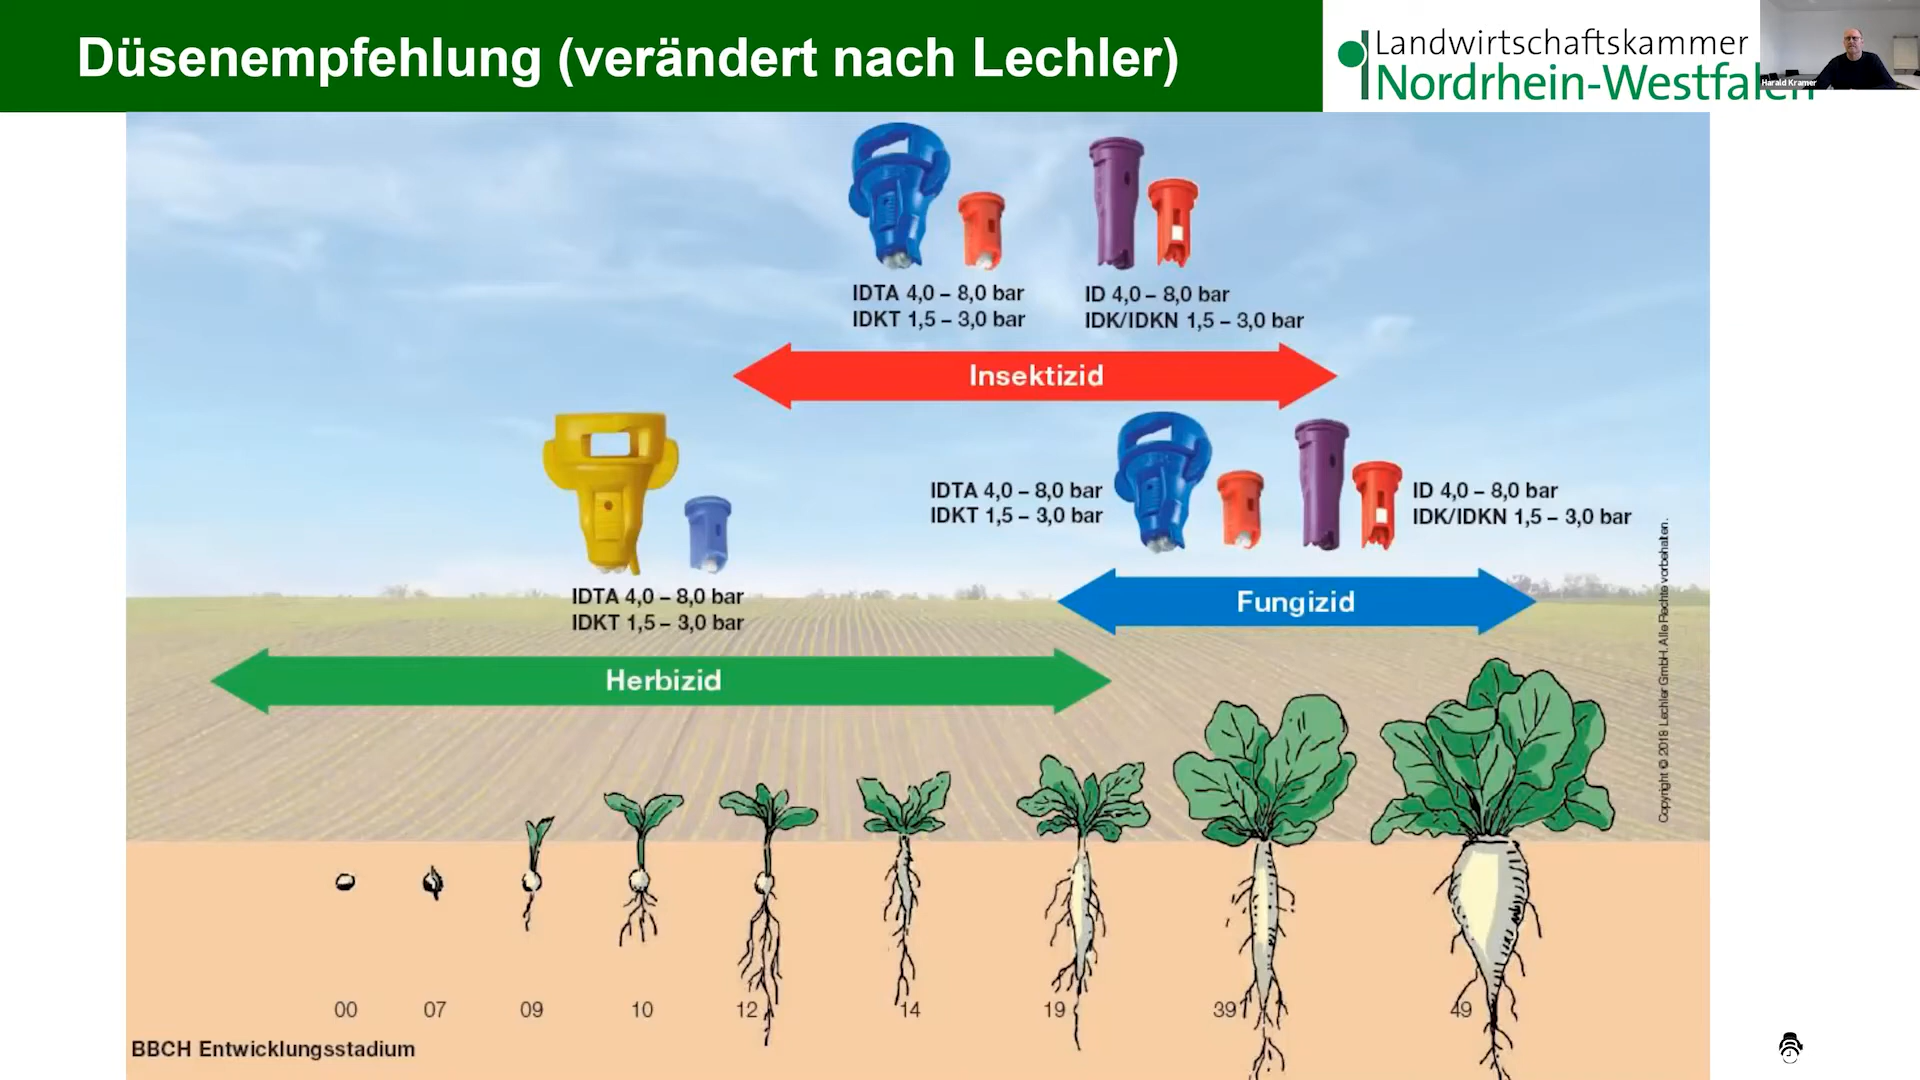 Düsenempfehlung (verändert nach Lechler)
Landwirtschaftskammer
Nordrhein-Westfalen
Harald Kramer
IDTA 4,0 – 8,0 bar
IDKT 1,5 – 3,0 bar
ID 4,0 – 8,0 bar
IDK/IDKN 1,5 – 3,0 bar
Insektizid
IDTA 4,0 – 8,0 bar
IDKT 1,5 – 3,0 bar
ID 4,0 – 8,0 bar
IDK/IDKN 1,5 – 3,0 bar
Fungizid
IDTA 4,0 – 8,0 bar
IDKT 1,5 – 3,0 bar
Herbizid
Copyright © 2018 Lechler GmbH. Alle Rechte vorbehalten.
00 07 09 10 12 14 19 39 49
BBCH Entwicklungsstadium